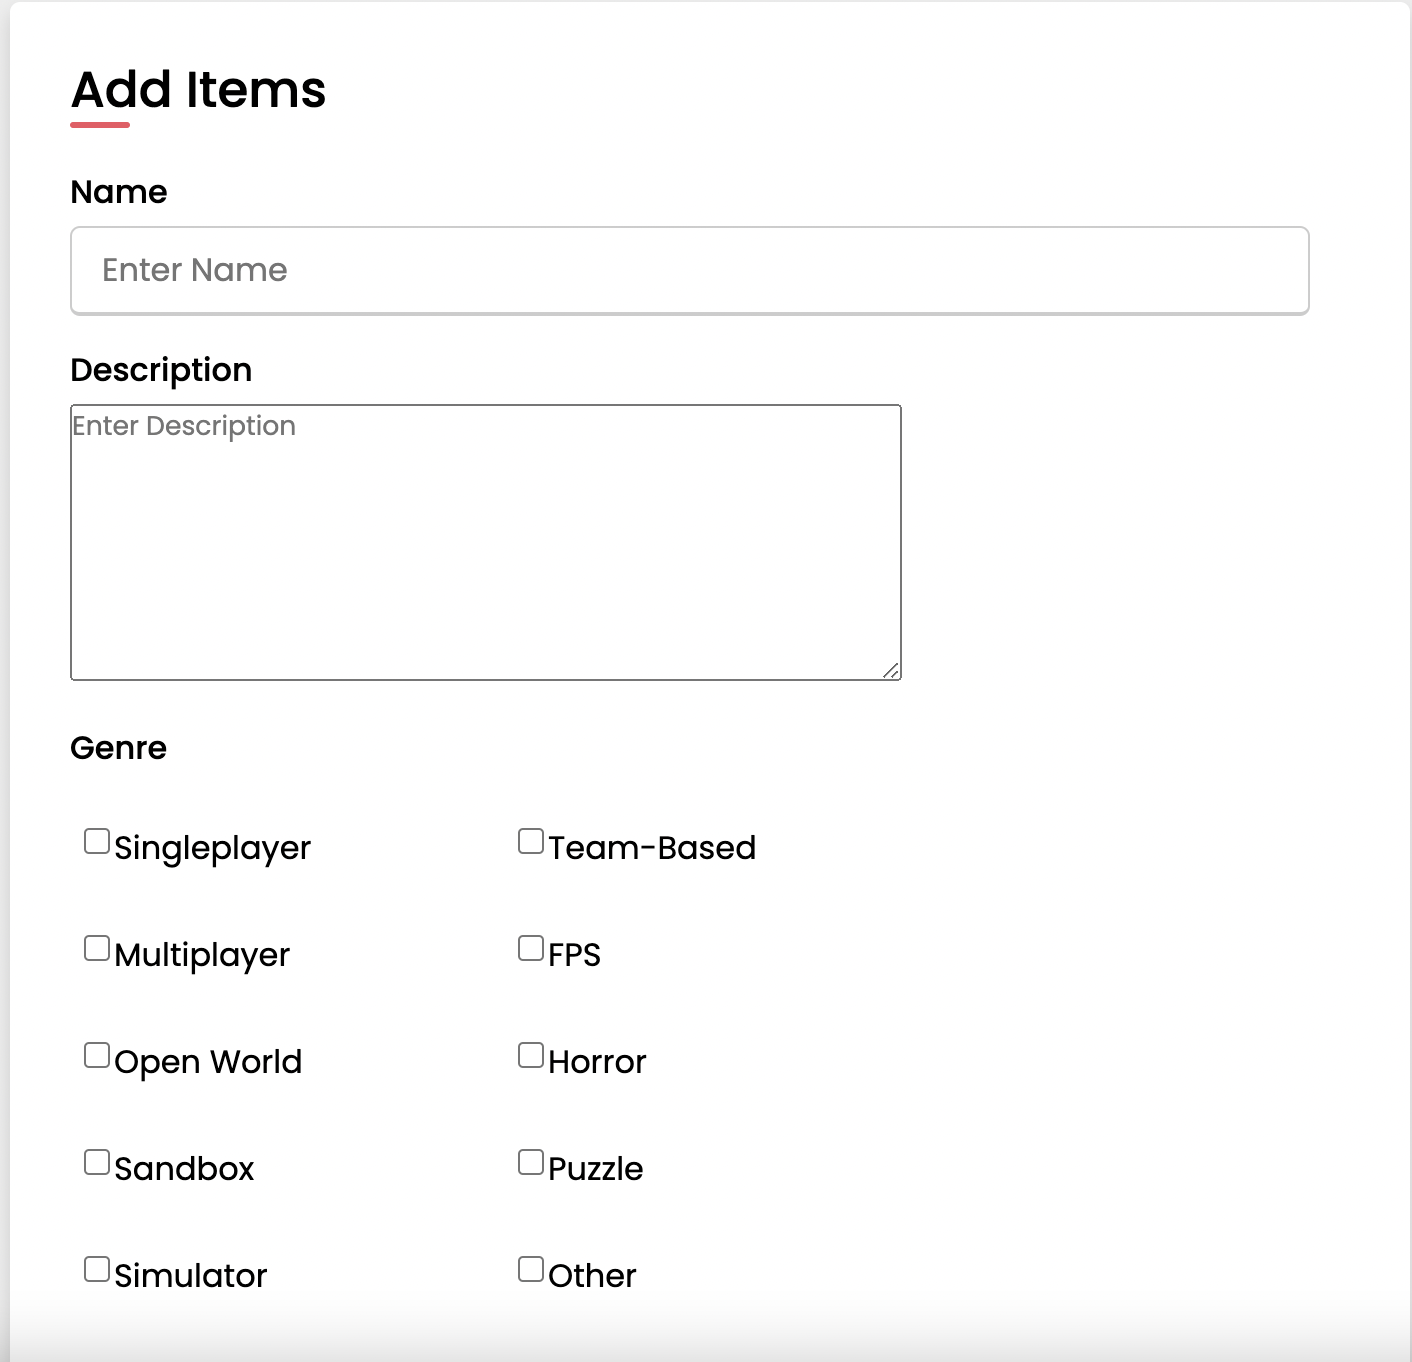 Add Items
Name
Enter Name
Description
Enter Description
Genre
Singleplayer Team-Based
Multiplayer FPS
Open World Horror
Sandbox Puzzle
Simulator Other